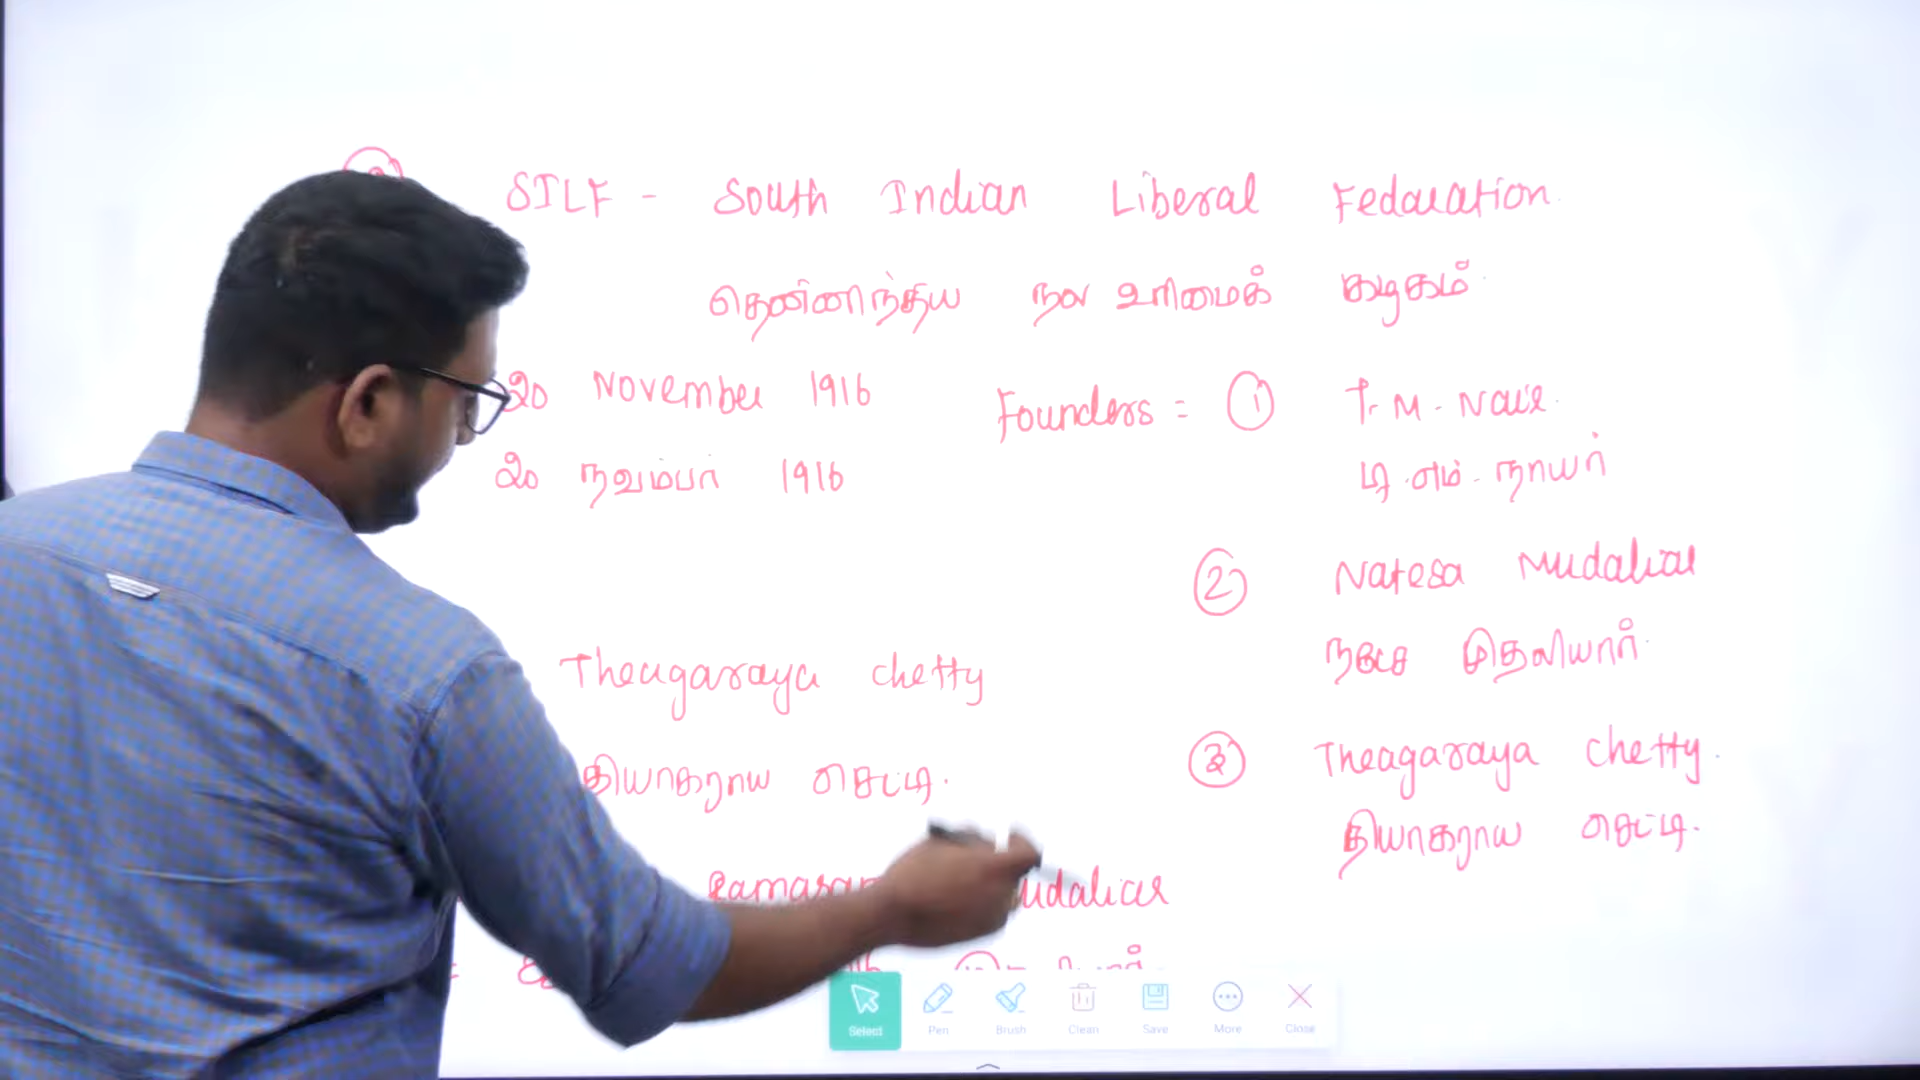 SILF - South Indian Liberal Fedaration.
தென்னிந்திய நல உரிமைக் கழகம்
20 November 1916
Founders = ① T. M. Nair.
20 நவம்பர் 1916
டி.எம். நாயர்
② Natesa Mudaliar
நடேச முதலியார்
Theagaraya chetty
③ Theagaraya chetty.
தியாகராய செட்டி.
தியாகராய செட்டி.
Select
Pen
Brush
Clean
Save
More
Close